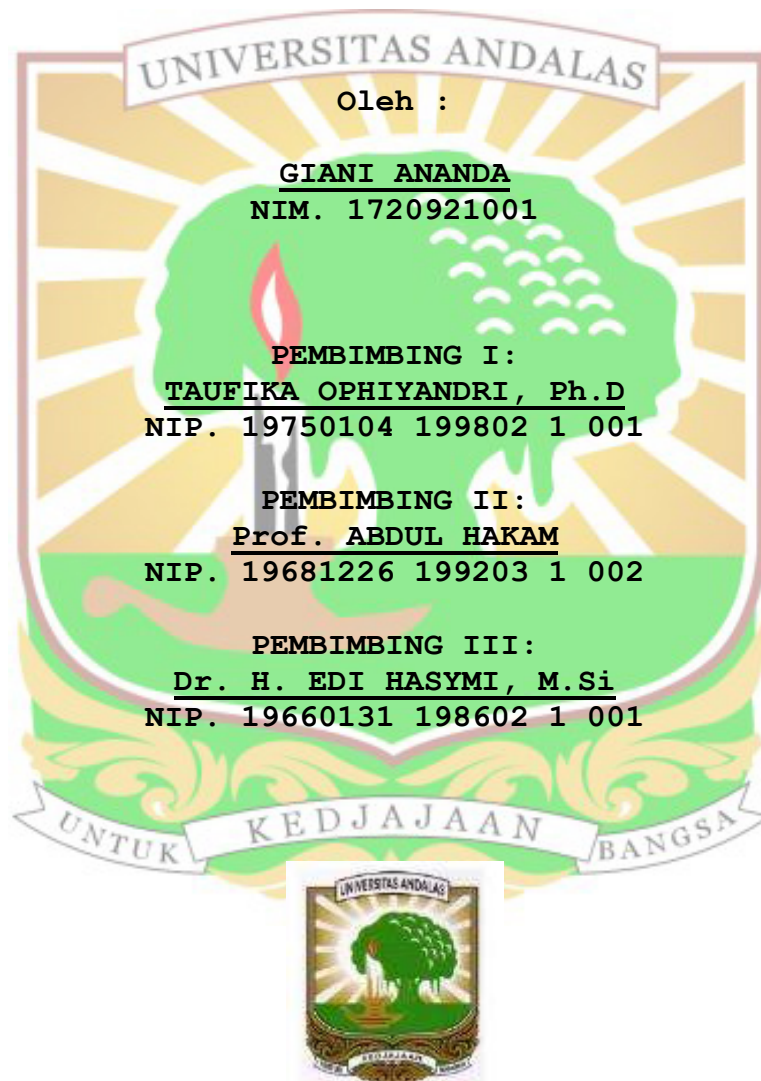 UNIVERSITAS ANDALAS
Oleh :
GIANI ANANDA
NIM. 1720921001
PEMBIMBING I:
TAUFIKA OPHIYANDRI, Ph.D
NIP. 19750104 199802 1 001
PEMBIMBING II:
Prof. ABDUL HAKAM
NIP. 19681226 199203 1 002
PEMBIMBING III:
Dr. H. EDI HASYMI, M.Si
NIP. 19660131 198602 1 001
UNTUK KEDJAJAAN BANGSA
UNIVERSITAS ANDALAS
KEDJAJAAN